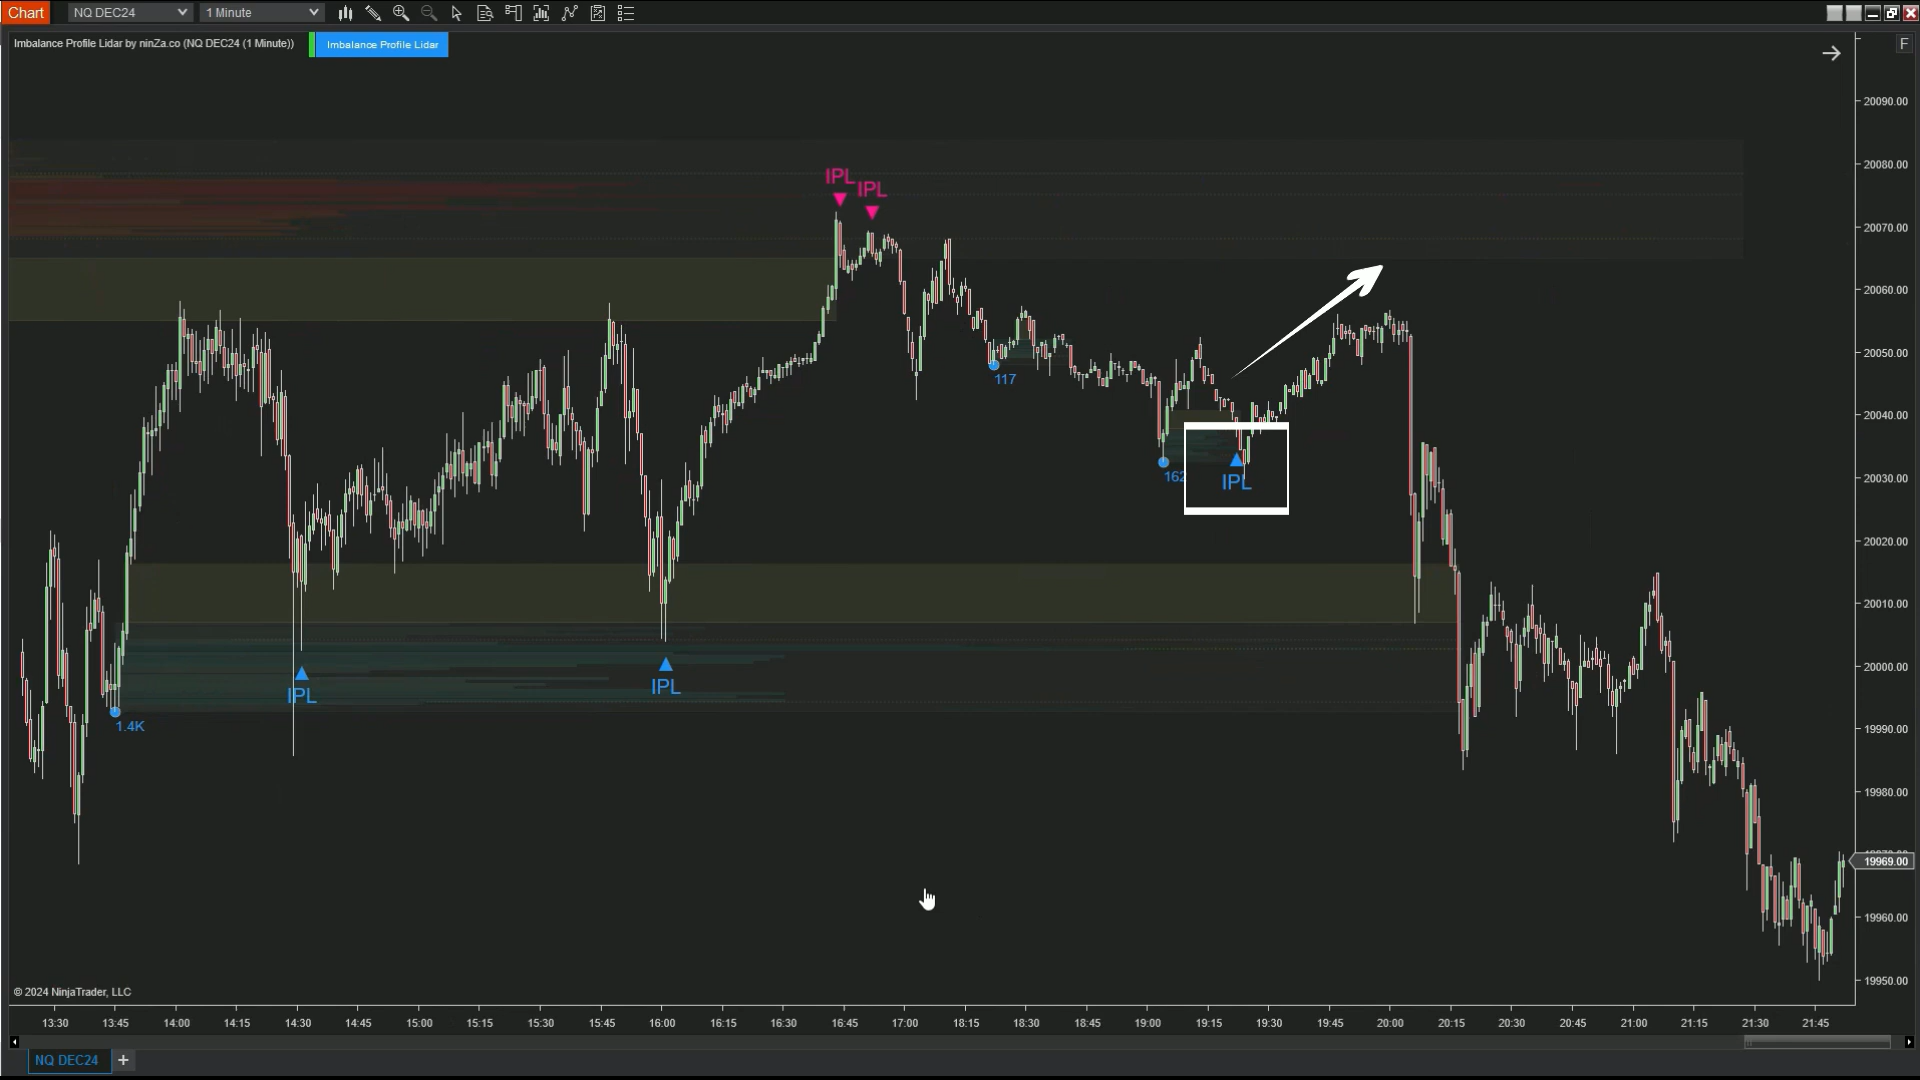 Chart NQ DEC24 1 Minute
Imbalance Profile Lidar by ninZa.co (NQ DEC24 (1 Minute)) Imbalance Profile Lidar
F
20090.00
20080.00
IPL
IPL
20070.00
20060.00
20050.00
117
20040.00
162
IPL
20030.00
20020.00
20010.00
20000.00
IPL
IPL
1.4K
19990.00
19980.00
19969.00
19960.00
19950.00
© 2024 NinjaTrader, LLC
13:30 13:45 14:00 14:15 14:30 14:45 15:00 15:15 15:30 15:45 16:00 16:15 16:30 16:45 17:00 18:15 18:30 18:45 19:00 19:15 19:30 19:45 20:00 20:15 20:30 20:45 21:00 21:15 21:30 21:45
NQ DEC24 +